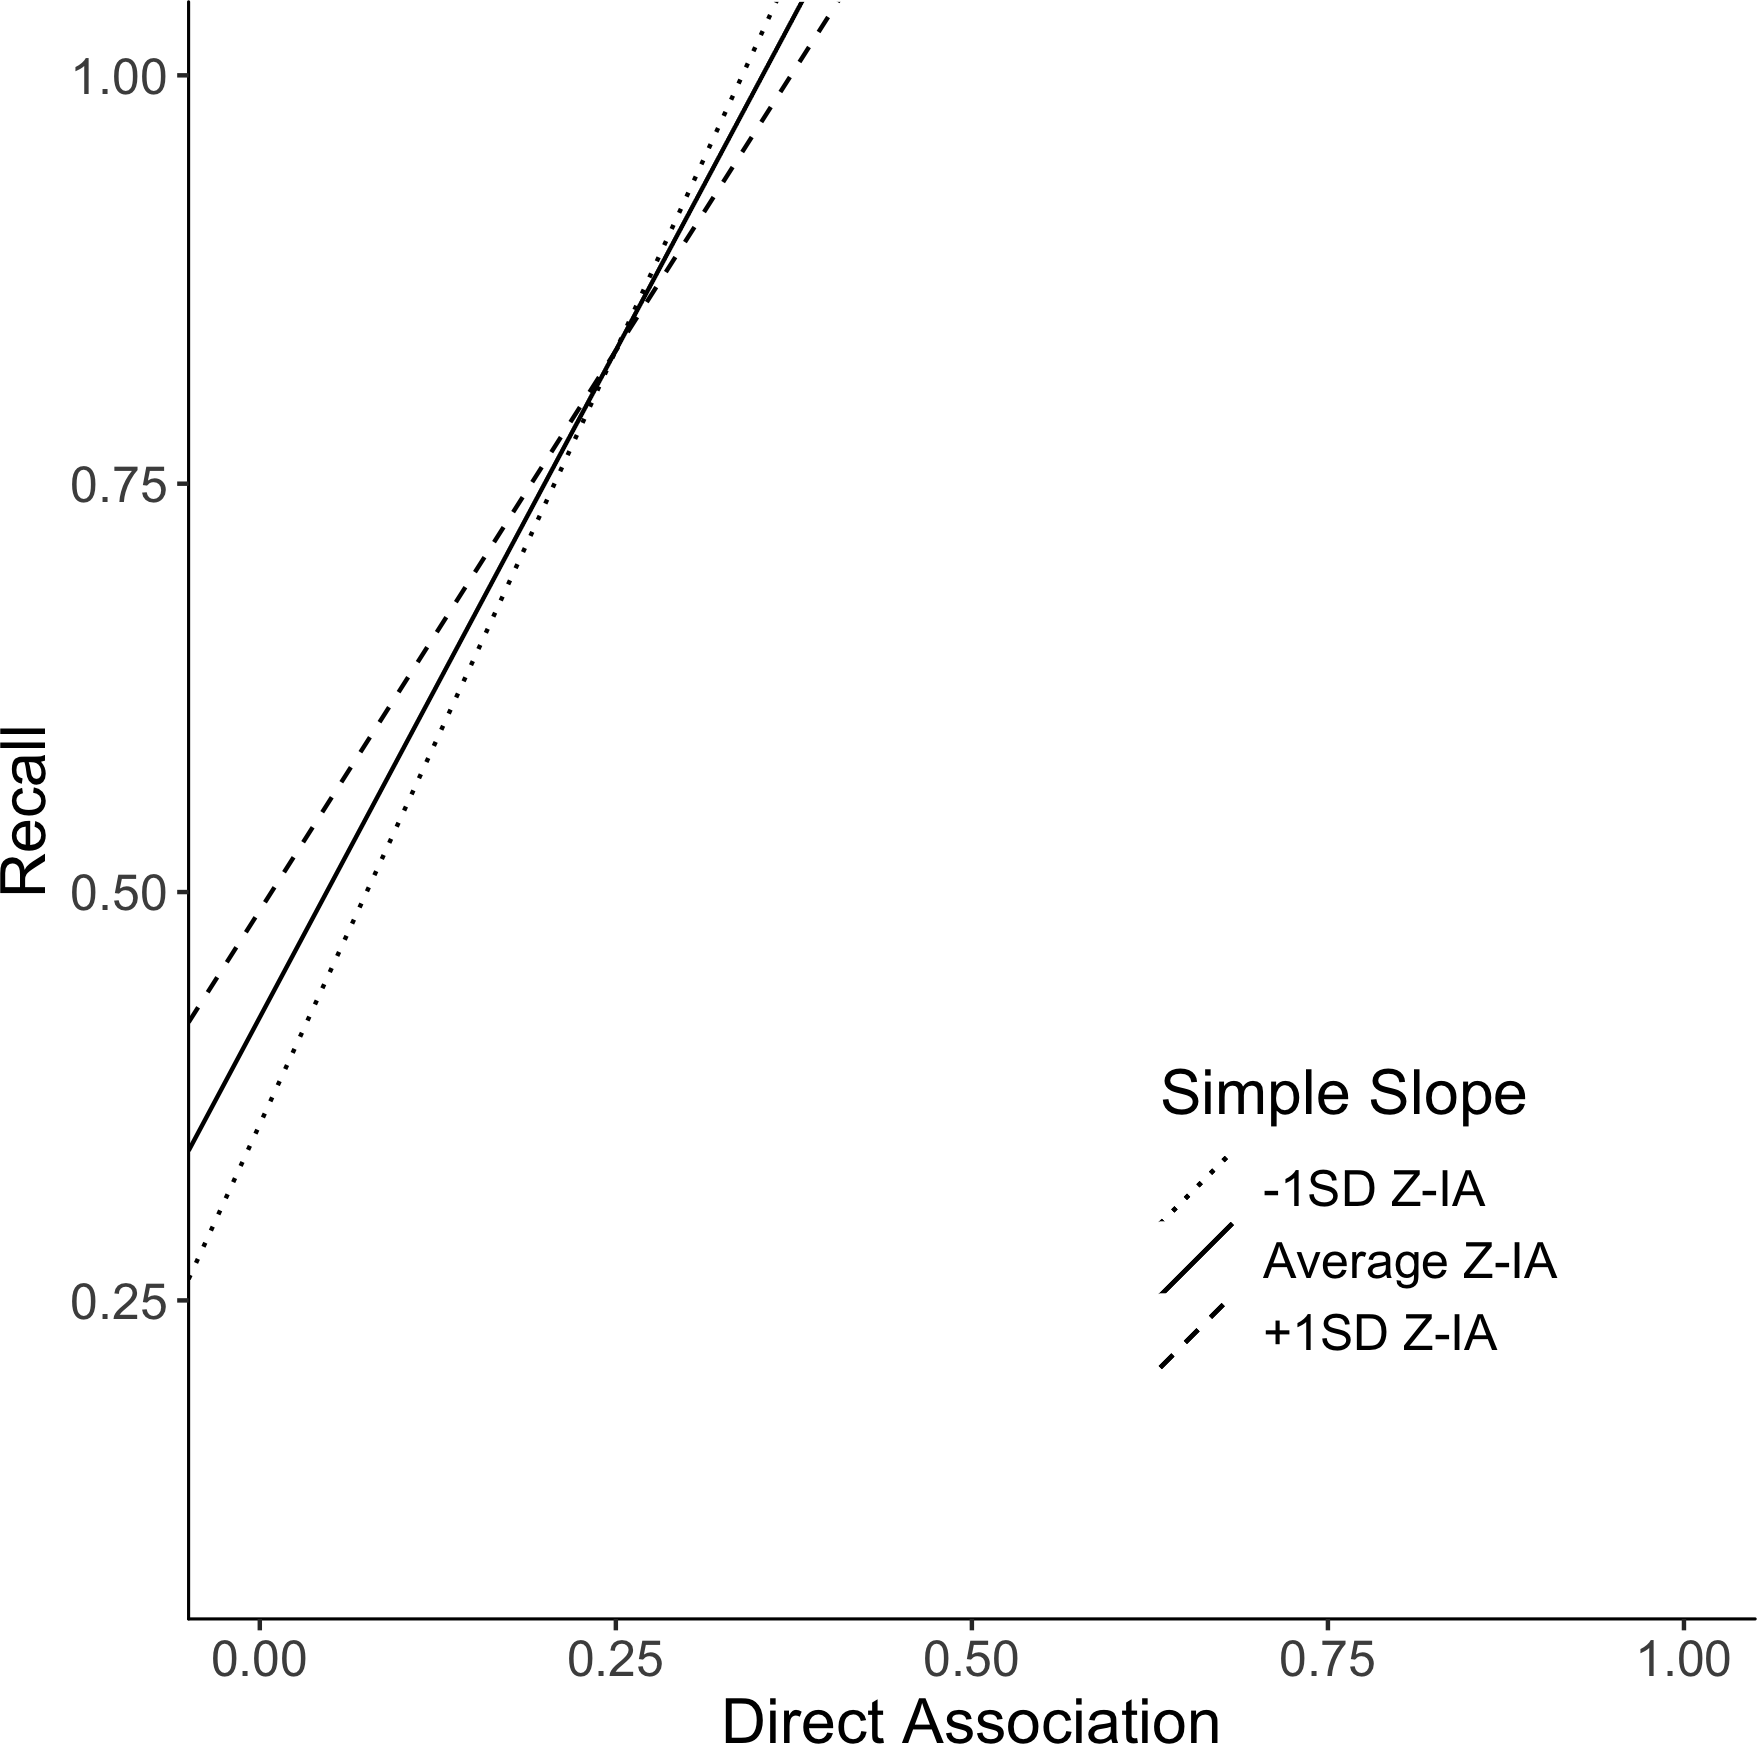 1.00
0.75
0.50
0.25
Recall
Simple Slope
-1SD Z-IA
Average Z-IA
+1SD Z-IA
0.00 0.25 0.50 0.75 1.00
Direct Association